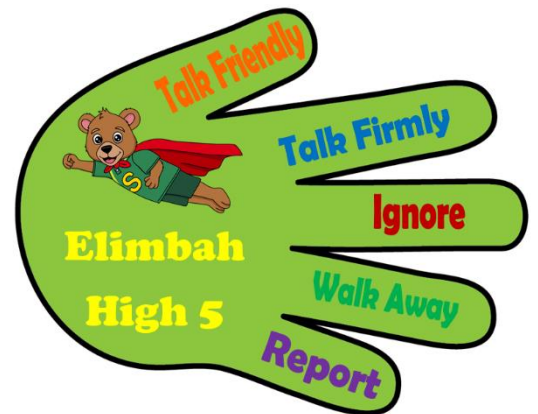 Talk Friendly
Talk Firmly
Ignore
Walk Away
Report
Elimbah
High 5
S